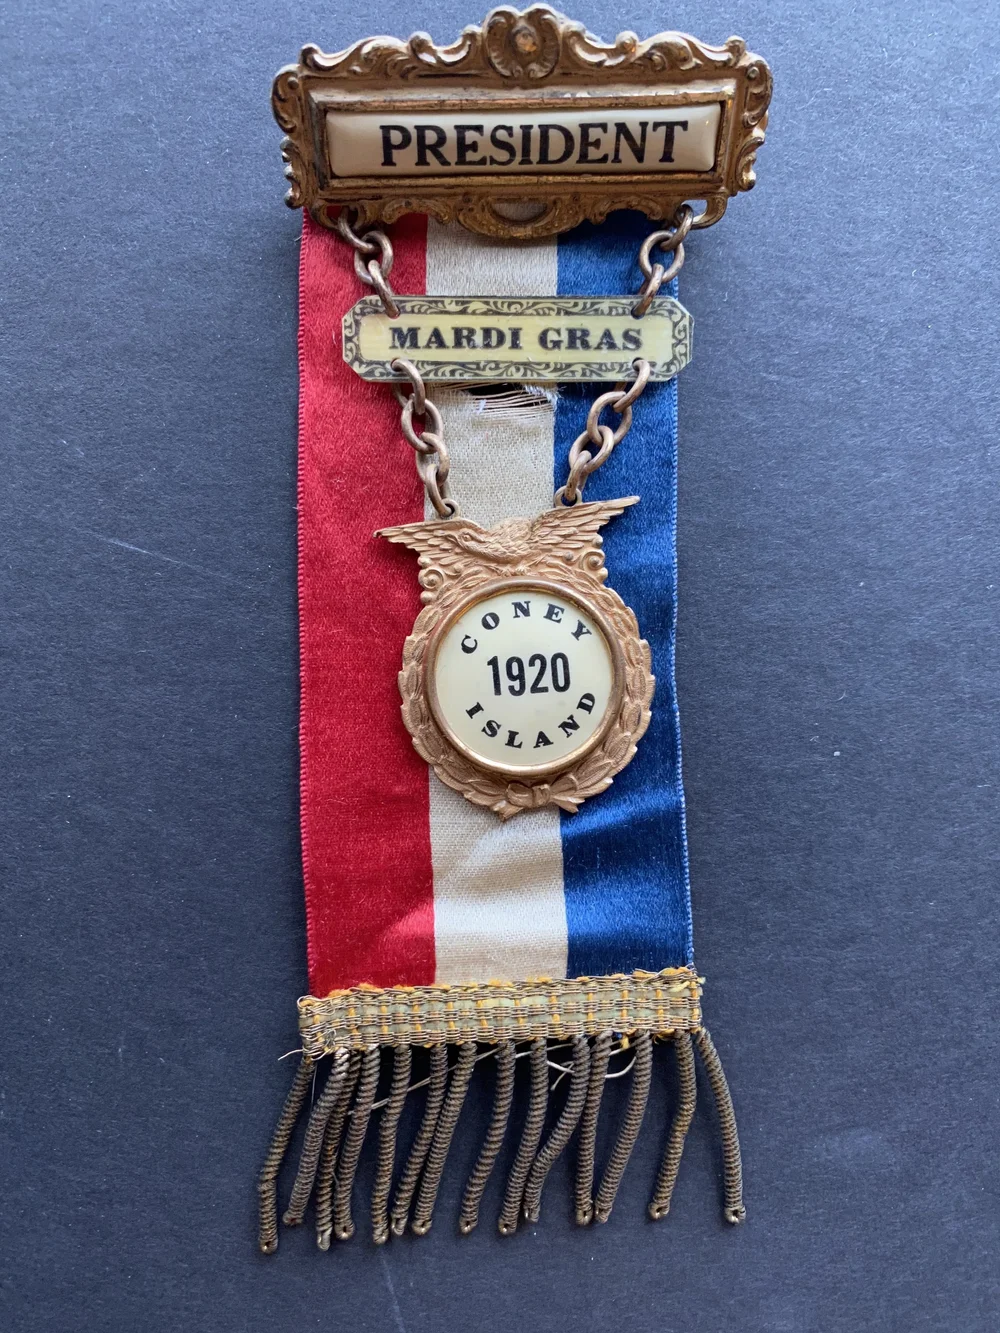 PRESIDENT
MARDI GRAS
CONEY
1920
ISLAND